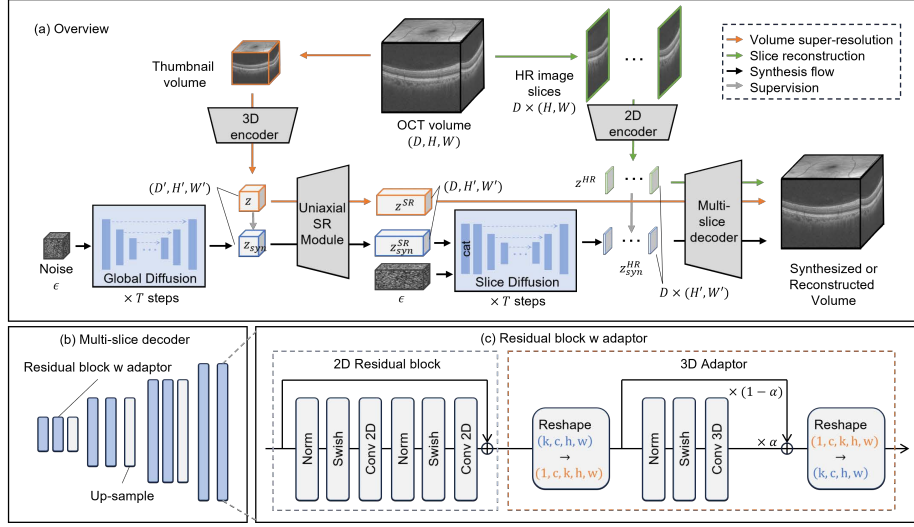 (a) Overview
Thumbnail
volume
3D
encoder
OCT volume
(D, H, W)
HR image
slices
D × (H, W)
2D
encoder
Volume super-resolution
Slice reconstruction
Synthesis flow
Supervision
(D′, H′, W′)
z
z_syn
Uniaxial
SR
Module
z^SR
(D, H′, W′)
z_syn^SR
z^HR
z_syn^HR
Multi-
slice
decoder
Noise
ϵ
Global Diffusion
× T steps
ϵ
cat
Slice Diffusion
× T steps
D × (H′, W′)
Synthesized or
Reconstructed
Volume
(b) Multi-slice decoder
Residual block w adaptor
Up-sample
(c) Residual block w adaptor
2D Residual block
Norm
Swish
Conv 2D
Norm
Swish
Conv 2D
3D Adaptor
Reshape
(k, c, h, w)
→
(1, c, k, h, w)
Norm
Swish
Conv 3D
× (1 − α)
× α
Reshape
(1, c, k, h, w)
→
(k, c, h, w)